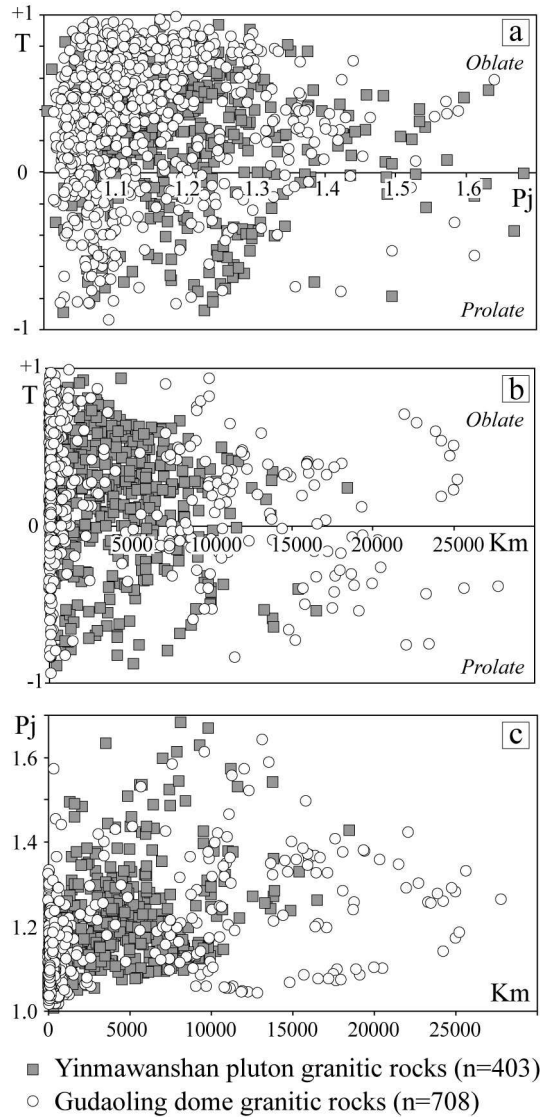 +1
T
a
Oblate
0
1.1 1.2 1.3 1.4 1.5 1.6
Pj
Prolate
-1
+1
T
b
Oblate
0
5000 10000 15000 20000 25000 Km
Prolate
-1
Pj
c
1.6
1.4
1.2
1.0
Km
0 5000 10000 15000 20000 25000
Yinmawanshan pluton granitic rocks (n=403)
Gudaoling dome granitic rocks (n=708)